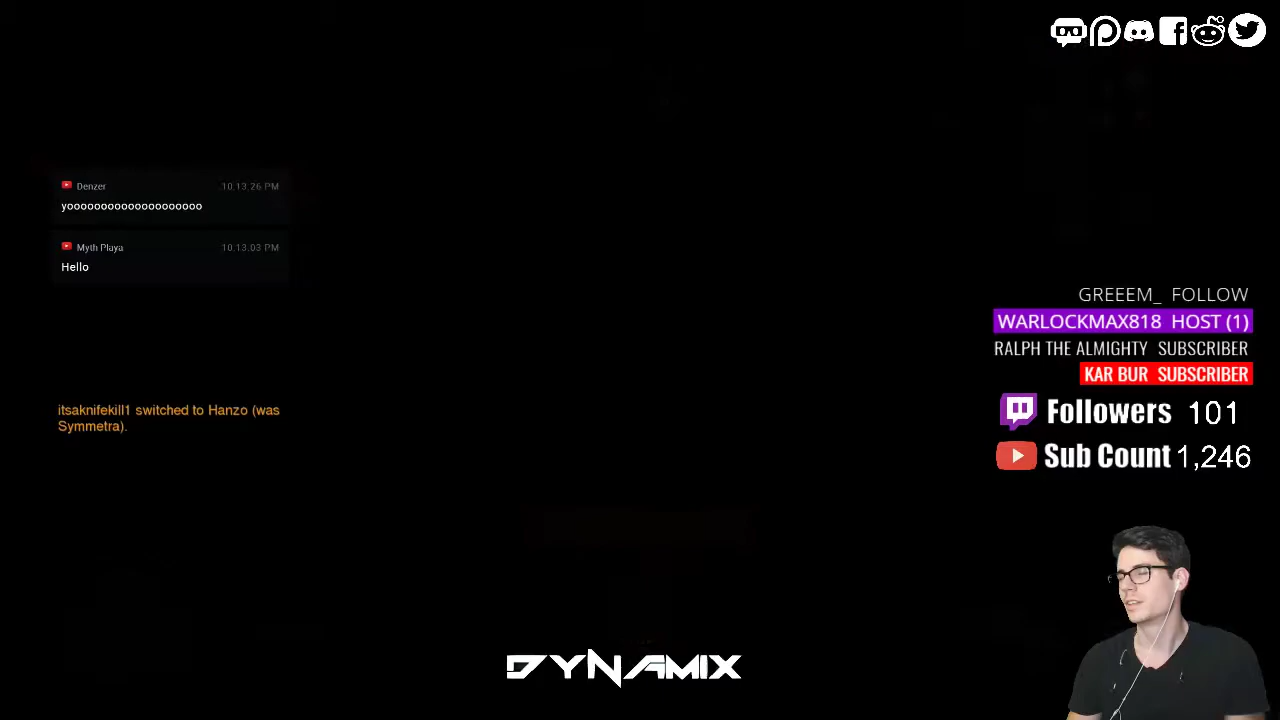 Denzer 10.13.26 PM
yoooooooooooooooooooo
Myth Playa 10.13.03 PM
Hello
itsaknifekill1 switched to Hanzo (was
Symmetra).
GREEEM_ FOLLOW
WARLOCKMAX818 HOST (1)
RALPH THE ALMIGHTY SUBSCRIBER
KAR BUR SUBSCRIBER
Followers 101
Sub Count 1,246
DYNAMIX